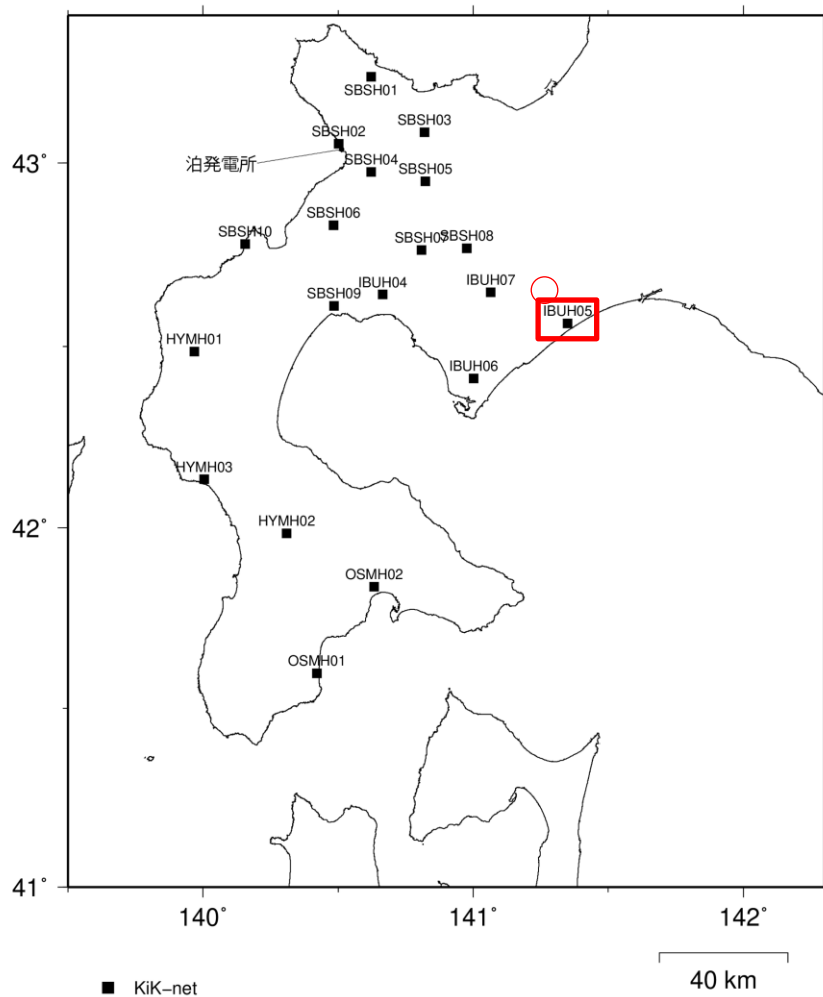 SBSH01
SBSH03
SBSH02
泊発電所
43°
SBSH04
SBSH05
SBSH06
SBSH10
SBSH07
SBSH08
IBUH04
IBUH07
SBSH09
IBUH05
HYMH01
IBUH06
HYMH03
HYMH02
42°
OSMH02
OSMH01
41°
140°
141°
142°
KiK-net
40 km